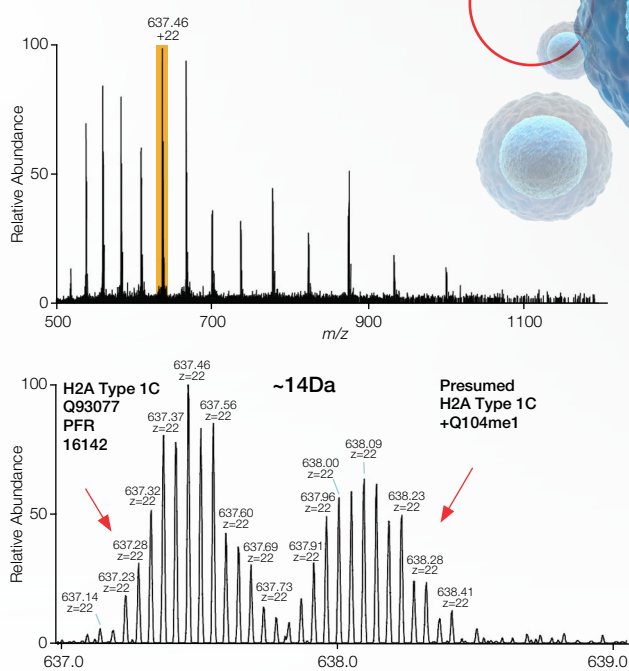 637.46
+22
100
50
0
Relative Abundance
500
700
900
1100
m/z
~14Da
H2A Type 1C
Q93077
PFR
16142
Presumed
H2A Type 1C
+Q104me1
637.46
z=22
637.37
z=22
637.56
z=22
637.32
z=22
637.28
z=22
637.23
z=22
637.14
z=22
637.60
z=22
637.69
z=22
637.73
z=22
637.91
z=22
637.96
z=22
638.00
z=22
638.09
z=22
638.23
z=22
638.28
z=22
638.41
z=22
100
50
0
Relative Abundance
637.0
638.0
639.0